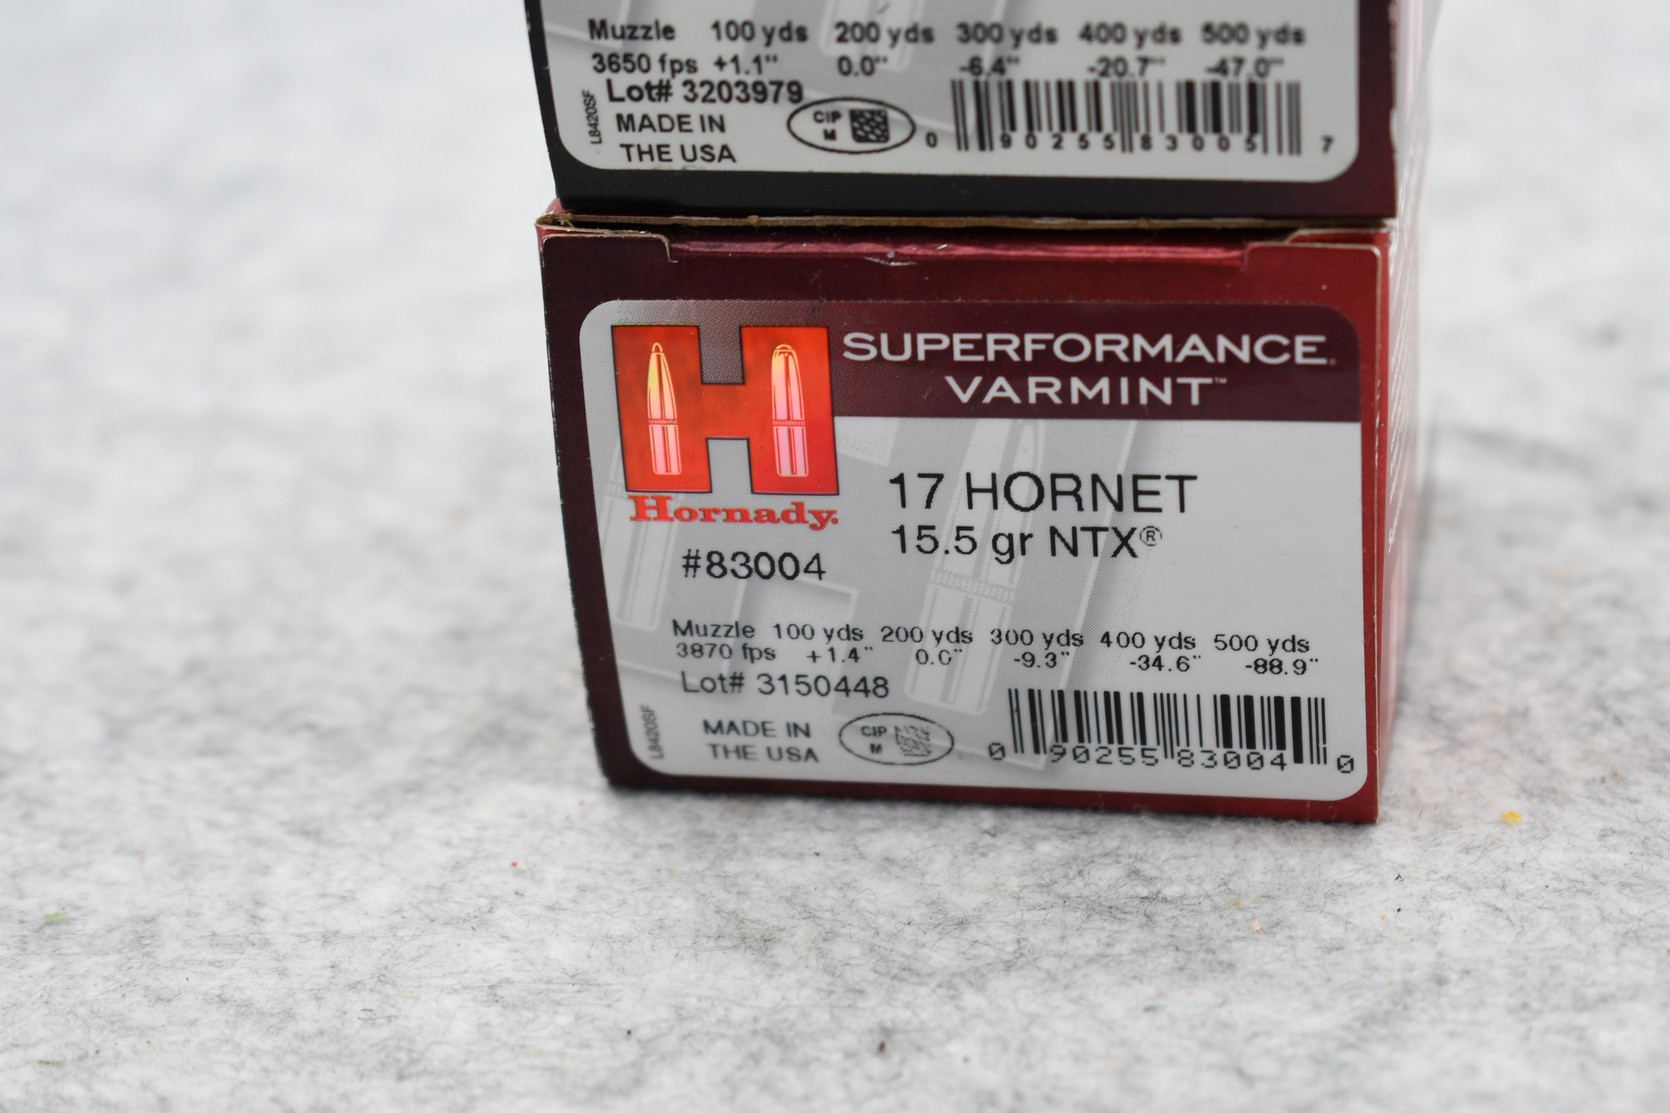 Muzzle 100 yds 200 yds 300 yds 400 yds 500 yds
3650 fps +1.1" 0.0" -6.4" -20.7" -47.0"
Lot# 3203979
L8420SF
MADE IN
THE USA
CIP
M
0 90255 83005 7
SUPERFORMANCE
VARMINT™
Hornady.
17 HORNET
15.5 gr NTX®
#83004
Muzzle 100 yds 200 yds 300 yds 400 yds 500 yds
3870 fps +1.4" 0.0" -9.3" -34.6" -88.9"
Lot# 3150448
L8420SF
MADE IN
THE USA
CIP
M
0 90255 83004 0